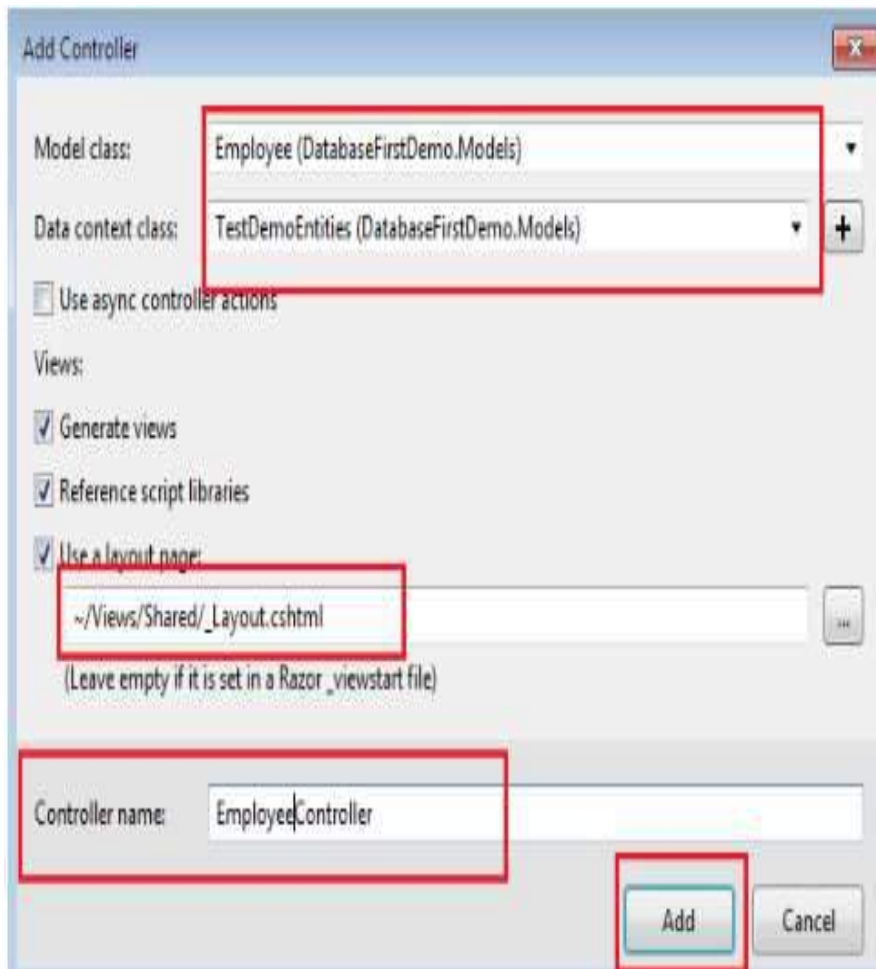 Add Controller
Model class: Employee (DatabaseFirstDemo.Models)
Data context class: TestDemoEntities (DatabaseFirstDemo.Models) +
Use async controller actions
Views:
Generate views
Reference script libraries
Use a layout page:
~/Views/Shared/_Layout.cshtml ...
(Leave empty if it is set in a Razor _viewstart file)
Controller name: EmployeeController
Add Cancel